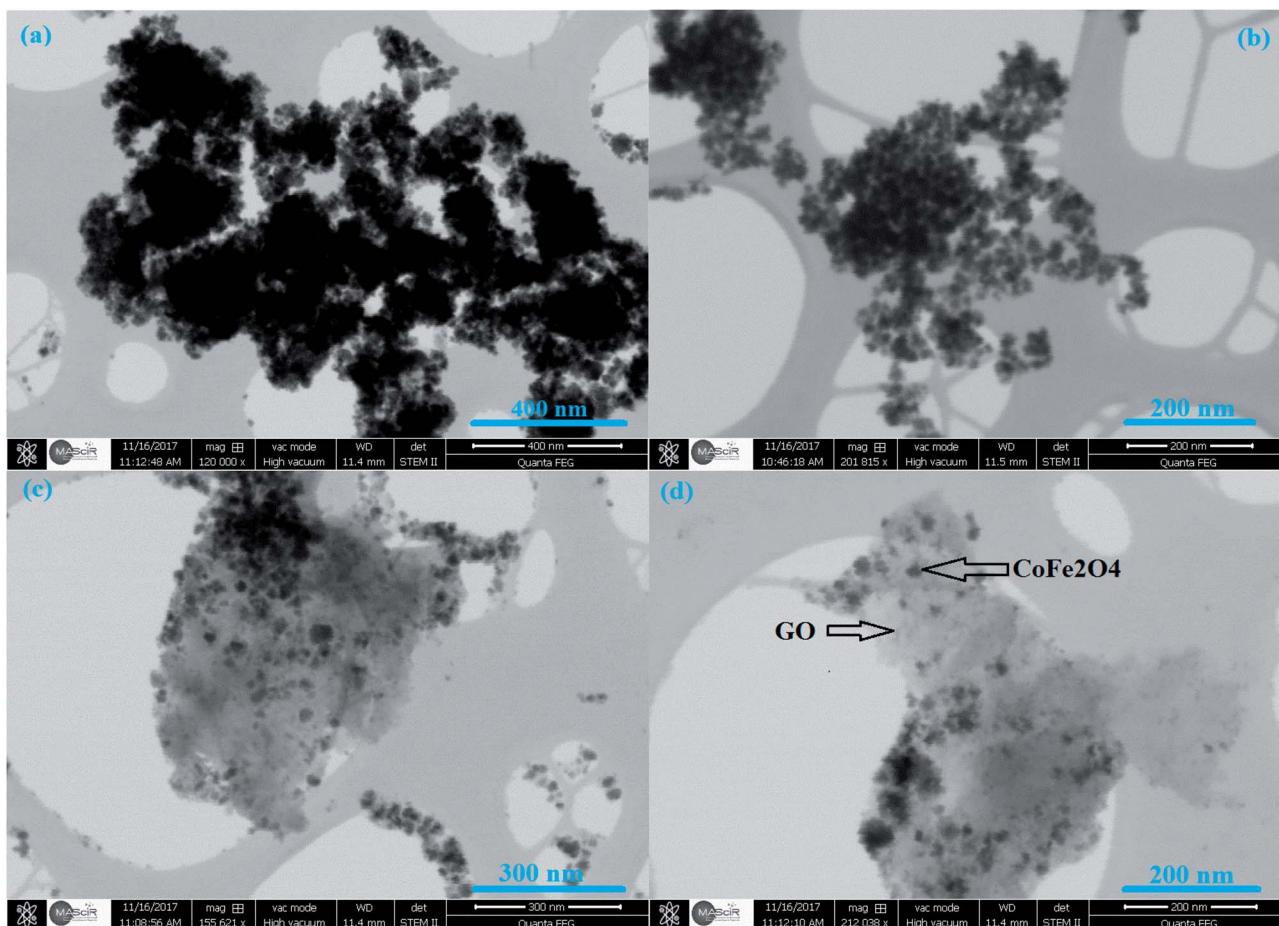 (a)
400 nm
MAScIR
11/16/2017
11:12:48 AM
mag
120 000 x
vac mode
High vacuum
WD
11.4 mm
det
STEM II
400 nm
Quanta FEG
(b)
200 nm
MAScIR
11/16/2017
10:46:18 AM
mag
201 815 x
vac mode
High vacuum
WD
11.5 mm
det
STEM II
200 nm
Quanta FEG
(c)
300 nm
MAScIR
11/16/2017
11:08:56 AM
mag
155 621 x
vac mode
High vacuum
WD
11.4 mm
det
STEM II
300 nm
Quanta FEG
(d)
CoFe2O4
GO
200 nm
MAScIR
11/16/2017
11:12:10 AM
mag
212 038 x
vac mode
High vacuum
WD
11.4 mm
det
STEM II
200 nm
Quanta FEG